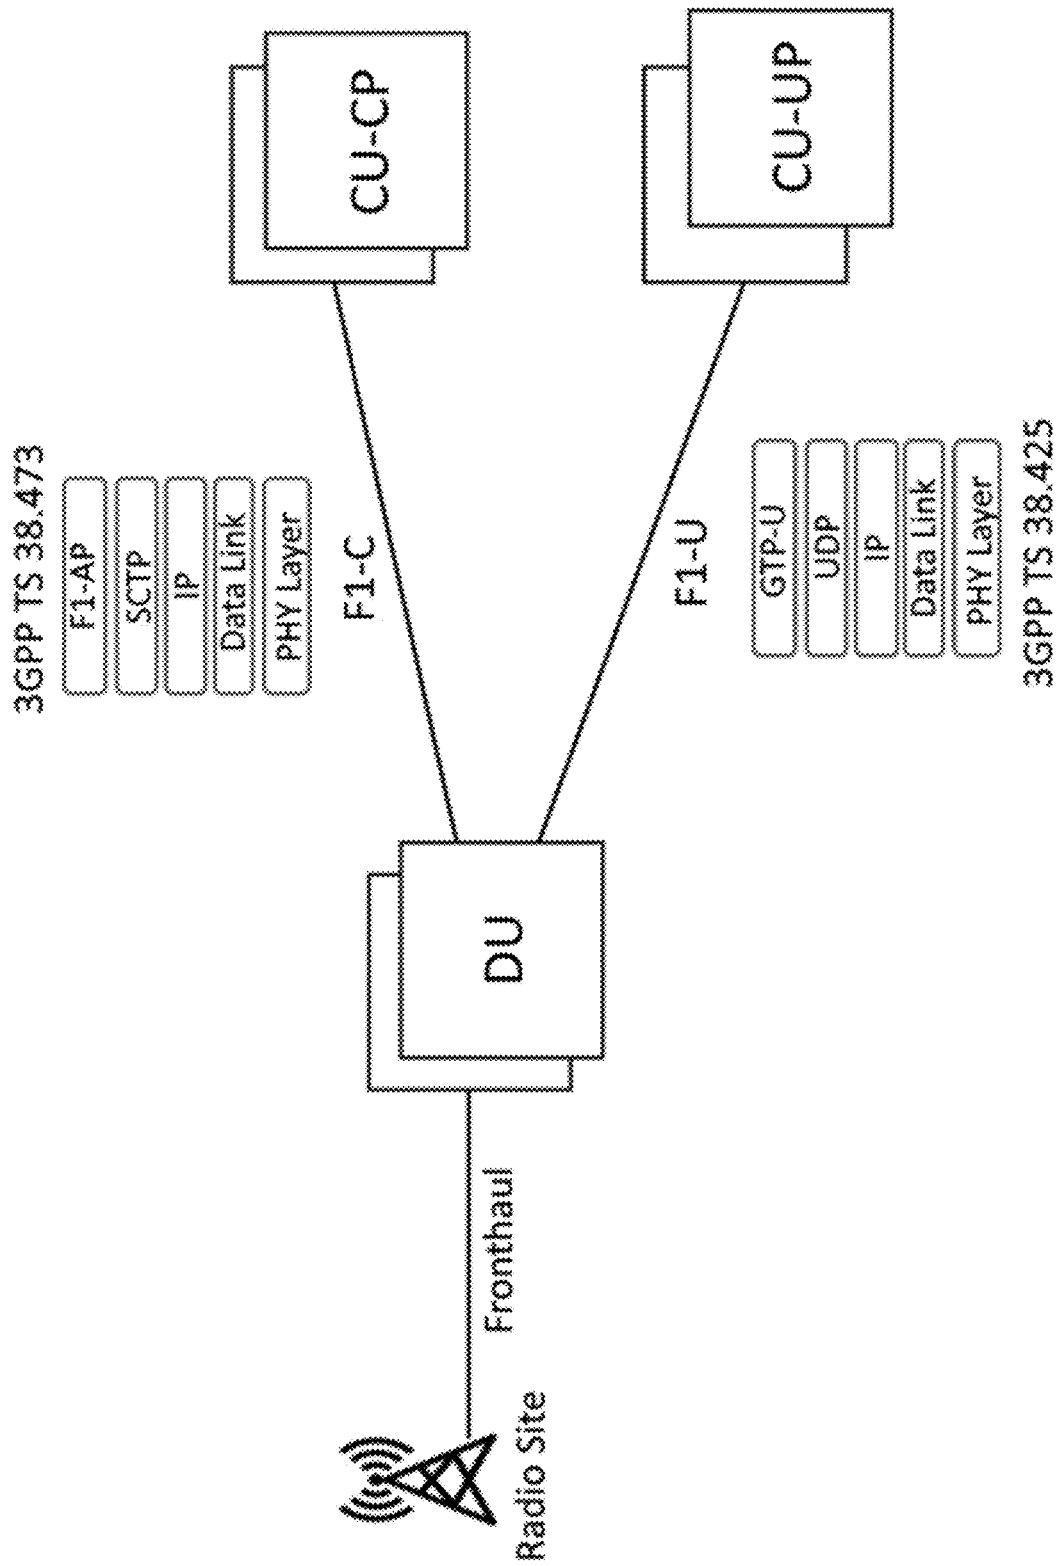 3GPP TS 38.473
F1-AP
SCTP
IP
Data Link
PHY Layer
F1-C
CU-CP
Radio Site
Fronthaul
DU
F1-U
CU-UP
GTP-U
UDP
IP
Data Link
PHY Layer
3GPP TS 38.425